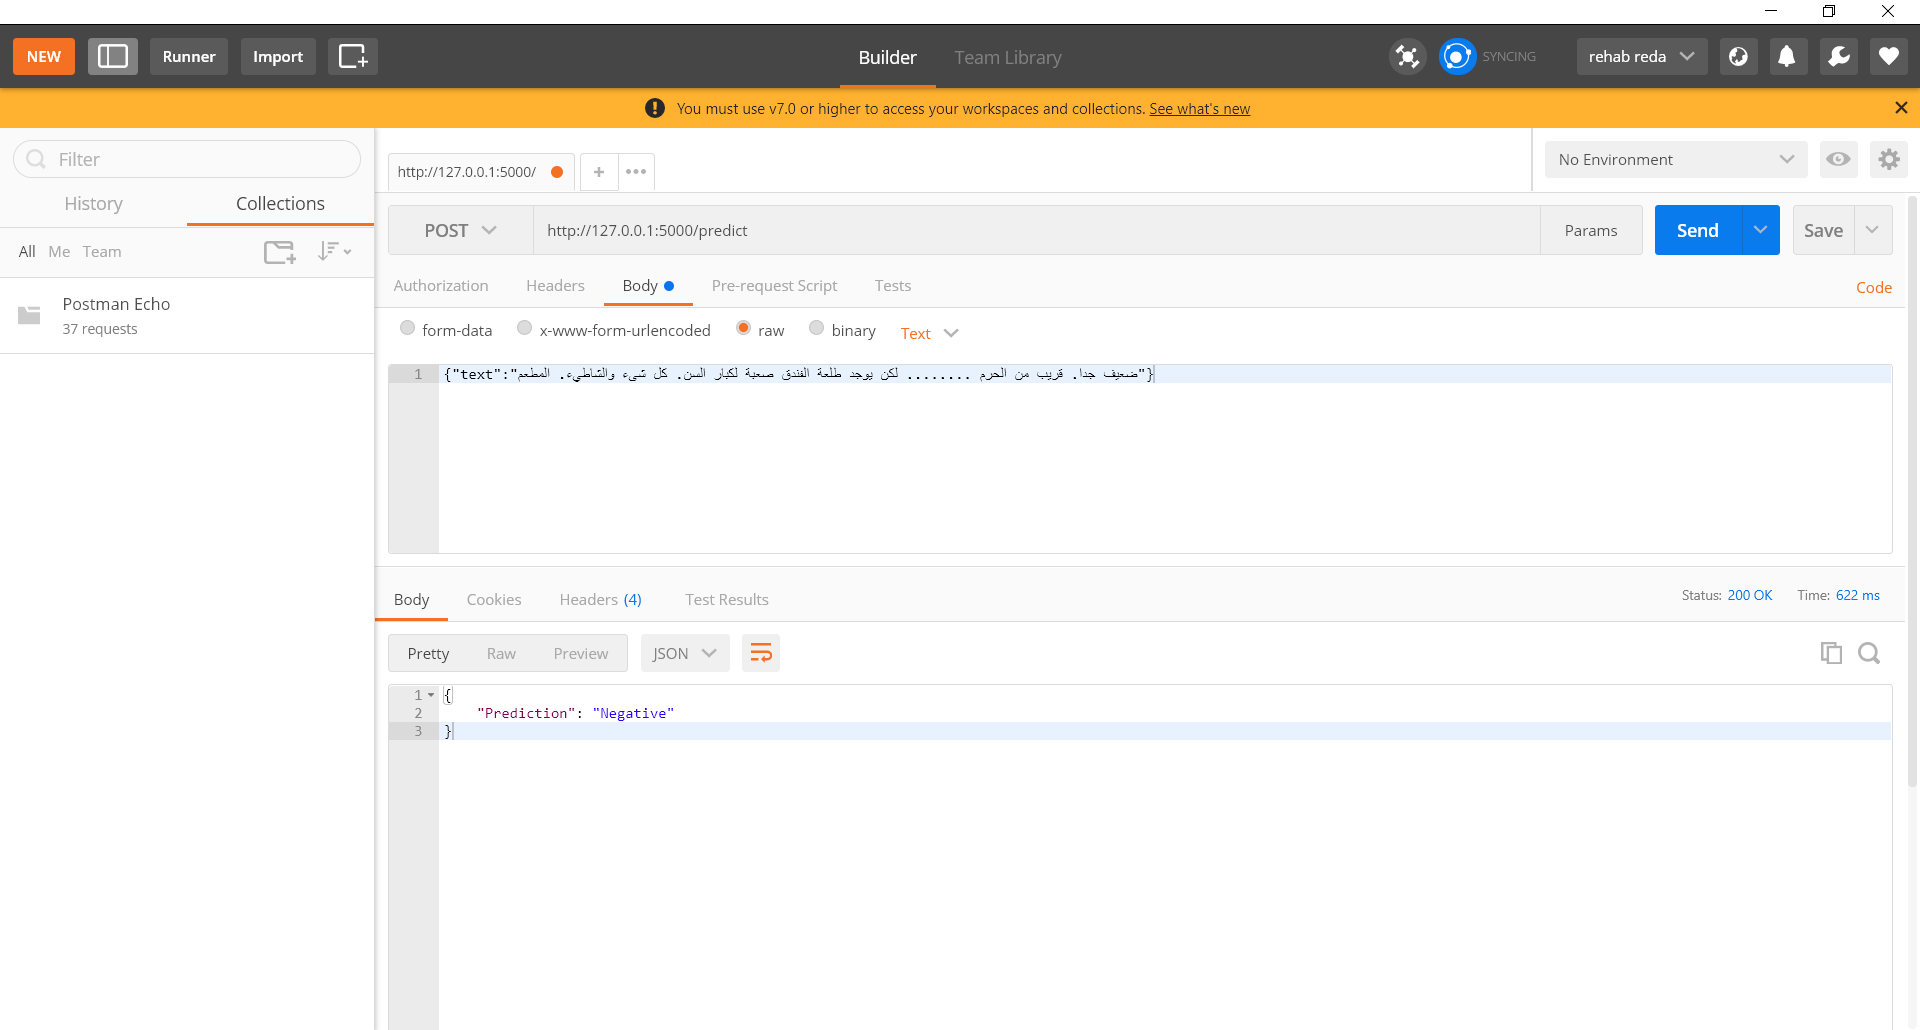 NEW
Runner
Import
Builder
Team Library
SYNCING
rehab reda
You must use v7.0 or higher to access your workspaces and collections. See what's new
Filter
History
Collections
All Me Team
Postman Echo
37 requests
http://127.0.0.1:5000/
No Environment
POST
http://127.0.0.1:5000/predict
Params
Send
Save
Authorization
Headers
Body
Pre-request Script
Tests
Code
form-data
x-www-form-urlencoded
raw
binary
Text
1 {"text":"ضعيف جدا. قريب من الحرم ........ لكن يوجد طلعة الفندق صعبة لكبار السن. كل شىء والشاطيء. المطعم"}
Body
Cookies
Headers (4)
Test Results
Status: 200 OK
Time: 622 ms
Pretty
Raw
Preview
JSON
1 {
2 "Prediction": "Negative"
3 }